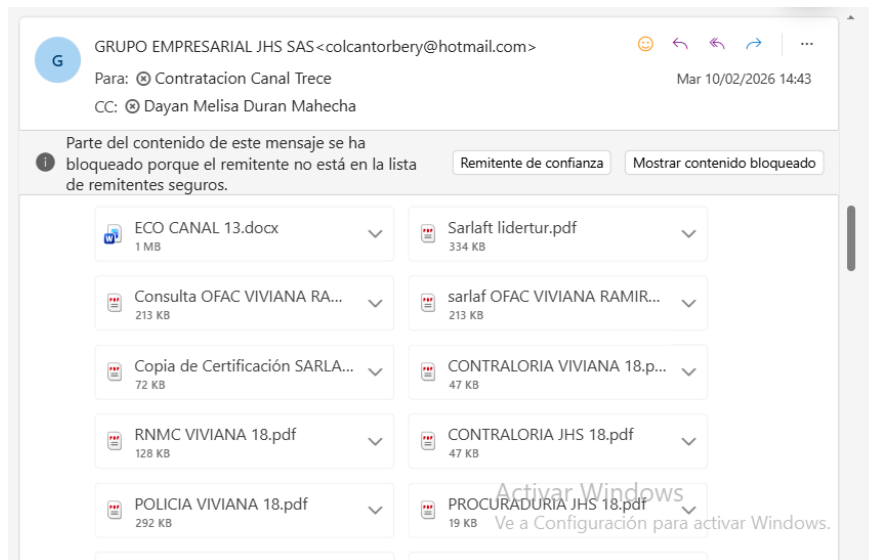 G
GRUPO EMPRESARIAL JHS SAS<colcantorbery@hotmail.com>
Para: Contratacion Canal Trece
Mar 10/02/2026 14:43
CC: Dayan Melisa Duran Mahecha
Parte del contenido de este mensaje se ha
bloqueado porque el remitente no está en la lista
de remitentes seguros.
Remitente de confianza
Mostrar contenido bloqueado
ECO CANAL 13.docx
1 MB
Sarlaft lidertur.pdf
334 KB
Consulta OFAC VIVIANA RA...
213 KB
sarlaf OFAC VIVIANA RAMIR...
213 KB
Copia de Certificación SARLA...
72 KB
CONTRALORIA VIVIANA 18.p...
47 KB
RNMC VIVIANA 18.pdf
128 KB
CONTRALORIA JHS 18.pdf
47 KB
POLICIA VIVIANA 18.pdf
292 KB
PROCURADURIA JHS 18.pdf
19 KB
Activar Windows
Ve a Configuración para activar Windows.